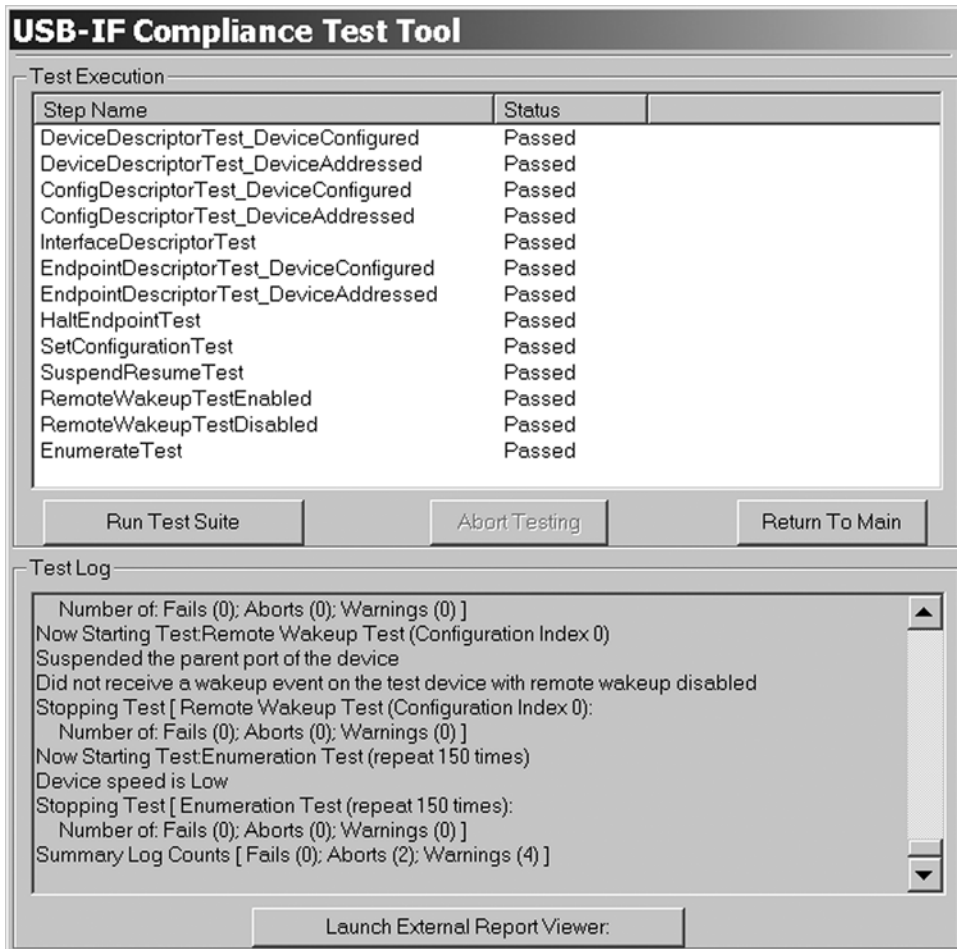 USB-IF Compliance Test Tool
Test Execution
Step Name Status
DeviceDescriptorTest_DeviceConfigured Passed
DeviceDescriptorTest_DeviceAddressed Passed
ConfigDescriptorTest_DeviceConfigured Passed
ConfigDescriptorTest_DeviceAddressed Passed
InterfaceDescriptorTest Passed
EndpointDescriptorTest_DeviceConfigured Passed
EndpointDescriptorTest_DeviceAddressed Passed
HaltEndpointTest Passed
SetConfigurationTest Passed
SuspendResumeTest Passed
RemoteWakeupTestEnabled Passed
RemoteWakeupTestDisabled Passed
EnumerateTest Passed
Run Test Suite Abort Testing Return To Main
Test Log
Number of: Fails (0); Aborts (0); Warnings (0) ]
Now Starting Test:Remote Wakeup Test (Configuration Index 0)
Suspended the parent port of the device
Did not receive a wakeup event on the test device with remote wakeup disabled
Stopping Test [ Remote Wakeup Test (Configuration Index 0):
Number of: Fails (0); Aborts (0); Warnings (0) ]
Now Starting Test:Enumeration Test (repeat 150 times)
Device speed is Low
Stopping Test [ Enumeration Test (repeat 150 times):
Number of: Fails (0); Aborts (0); Warnings (0) ]
Summary Log Counts [ Fails (0); Aborts (2); Warnings (4) ]
Launch External Report Viewer: